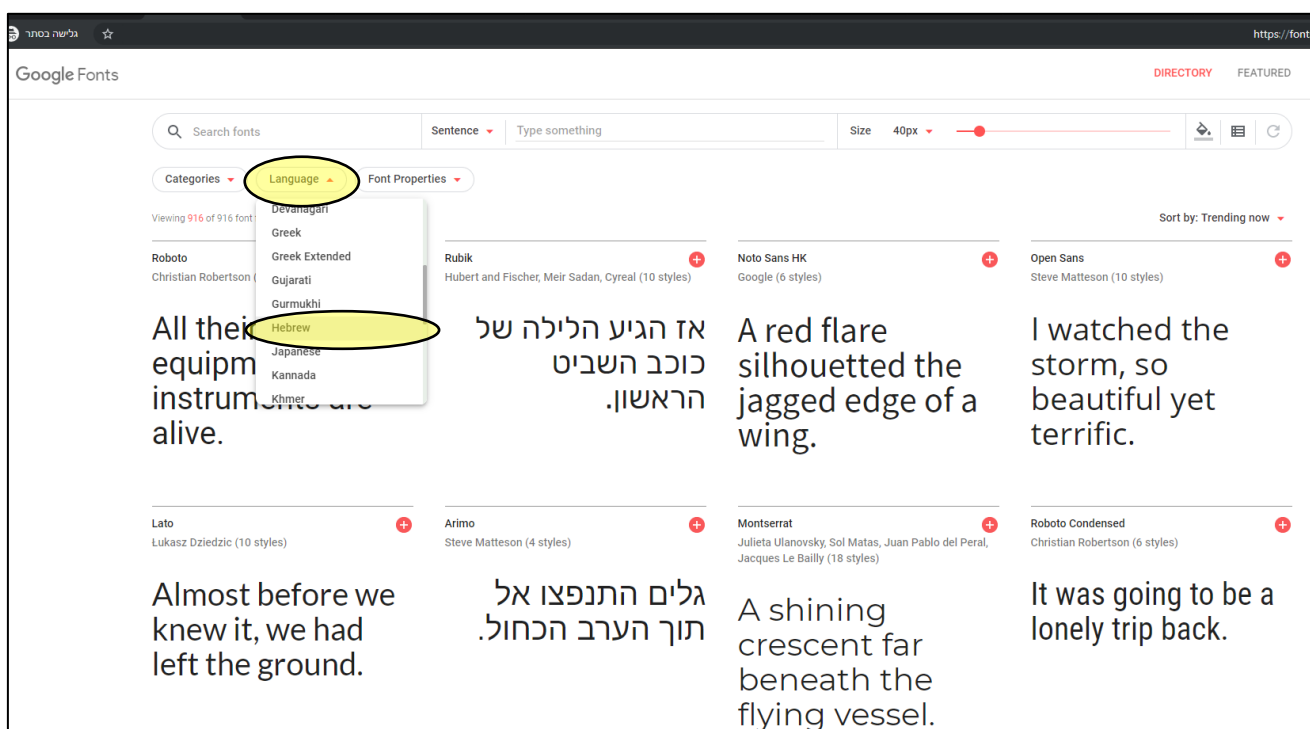 גלישה בסתר
https://font
Google Fonts
DIRECTORY FEATURED
Search fonts
Sentence
Type something
Size 40px
Categories
Language
Font Properties
Viewing 916 of 916 font
Sort by: Trending now
Devanagari
Greek
Greek Extended
Gujarati
Gurmukhi
Hebrew
Japanese
Kannada
Khmer
Roboto
Christian Robertson (
All thei
equipm
instruments are
alive.
Rubik
Hubert and Fischer, Meir Sadan, Cyreal (10 styles)
אז הגיע הלילה של
כוכב השביט
הראשון.
Noto Sans HK
Google (6 styles)
A red flare
silhouetted the
jagged edge of a
wing.
Open Sans
Steve Matteson (10 styles)
I watched the
storm, so
beautiful yet
terrific.
Lato
Łukasz Dziedzic (10 styles)
Almost before we
knew it, we had
left the ground.
Arimo
Steve Matteson (4 styles)
גלים התנפצו אל
תוך הערב הכחול.
Montserrat
Julieta Ulanovsky, Sol Matas, Juan Pablo del Peral,
Jacques Le Bailly (18 styles)
A shining
crescent far
beneath the
flying vessel.
Roboto Condensed
Christian Robertson (6 styles)
It was going to be a
lonely trip back.